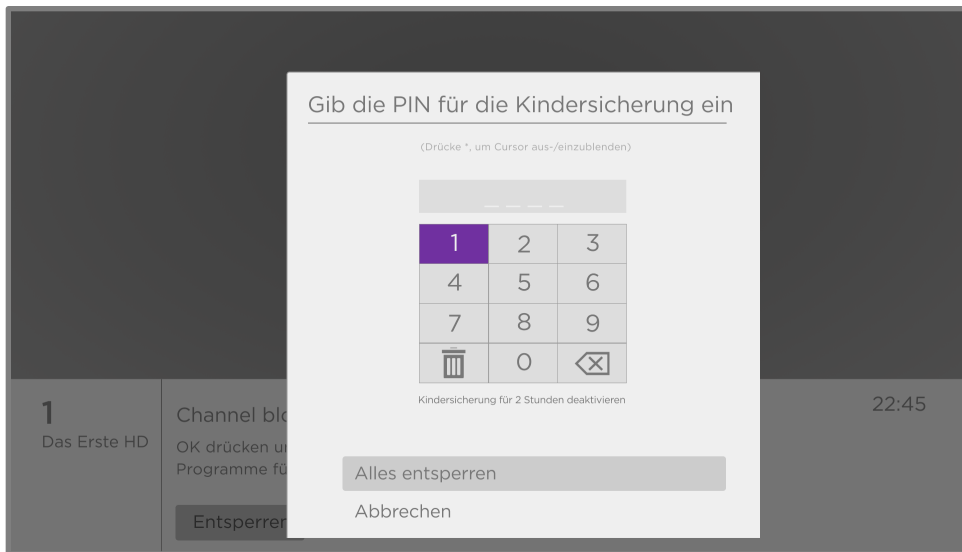 Gib die PIN für die Kindersicherung ein
(Drücke *, um Cursor aus-/einzublenden)
1 2 3
4 5 6
7 8 9
0
Kindersicherung für 2 Stunden deaktivieren
Alles entsperren
Abbrechen
1
Das Erste HD
Channel
OK drücken
Programme
Entsperren
22:45